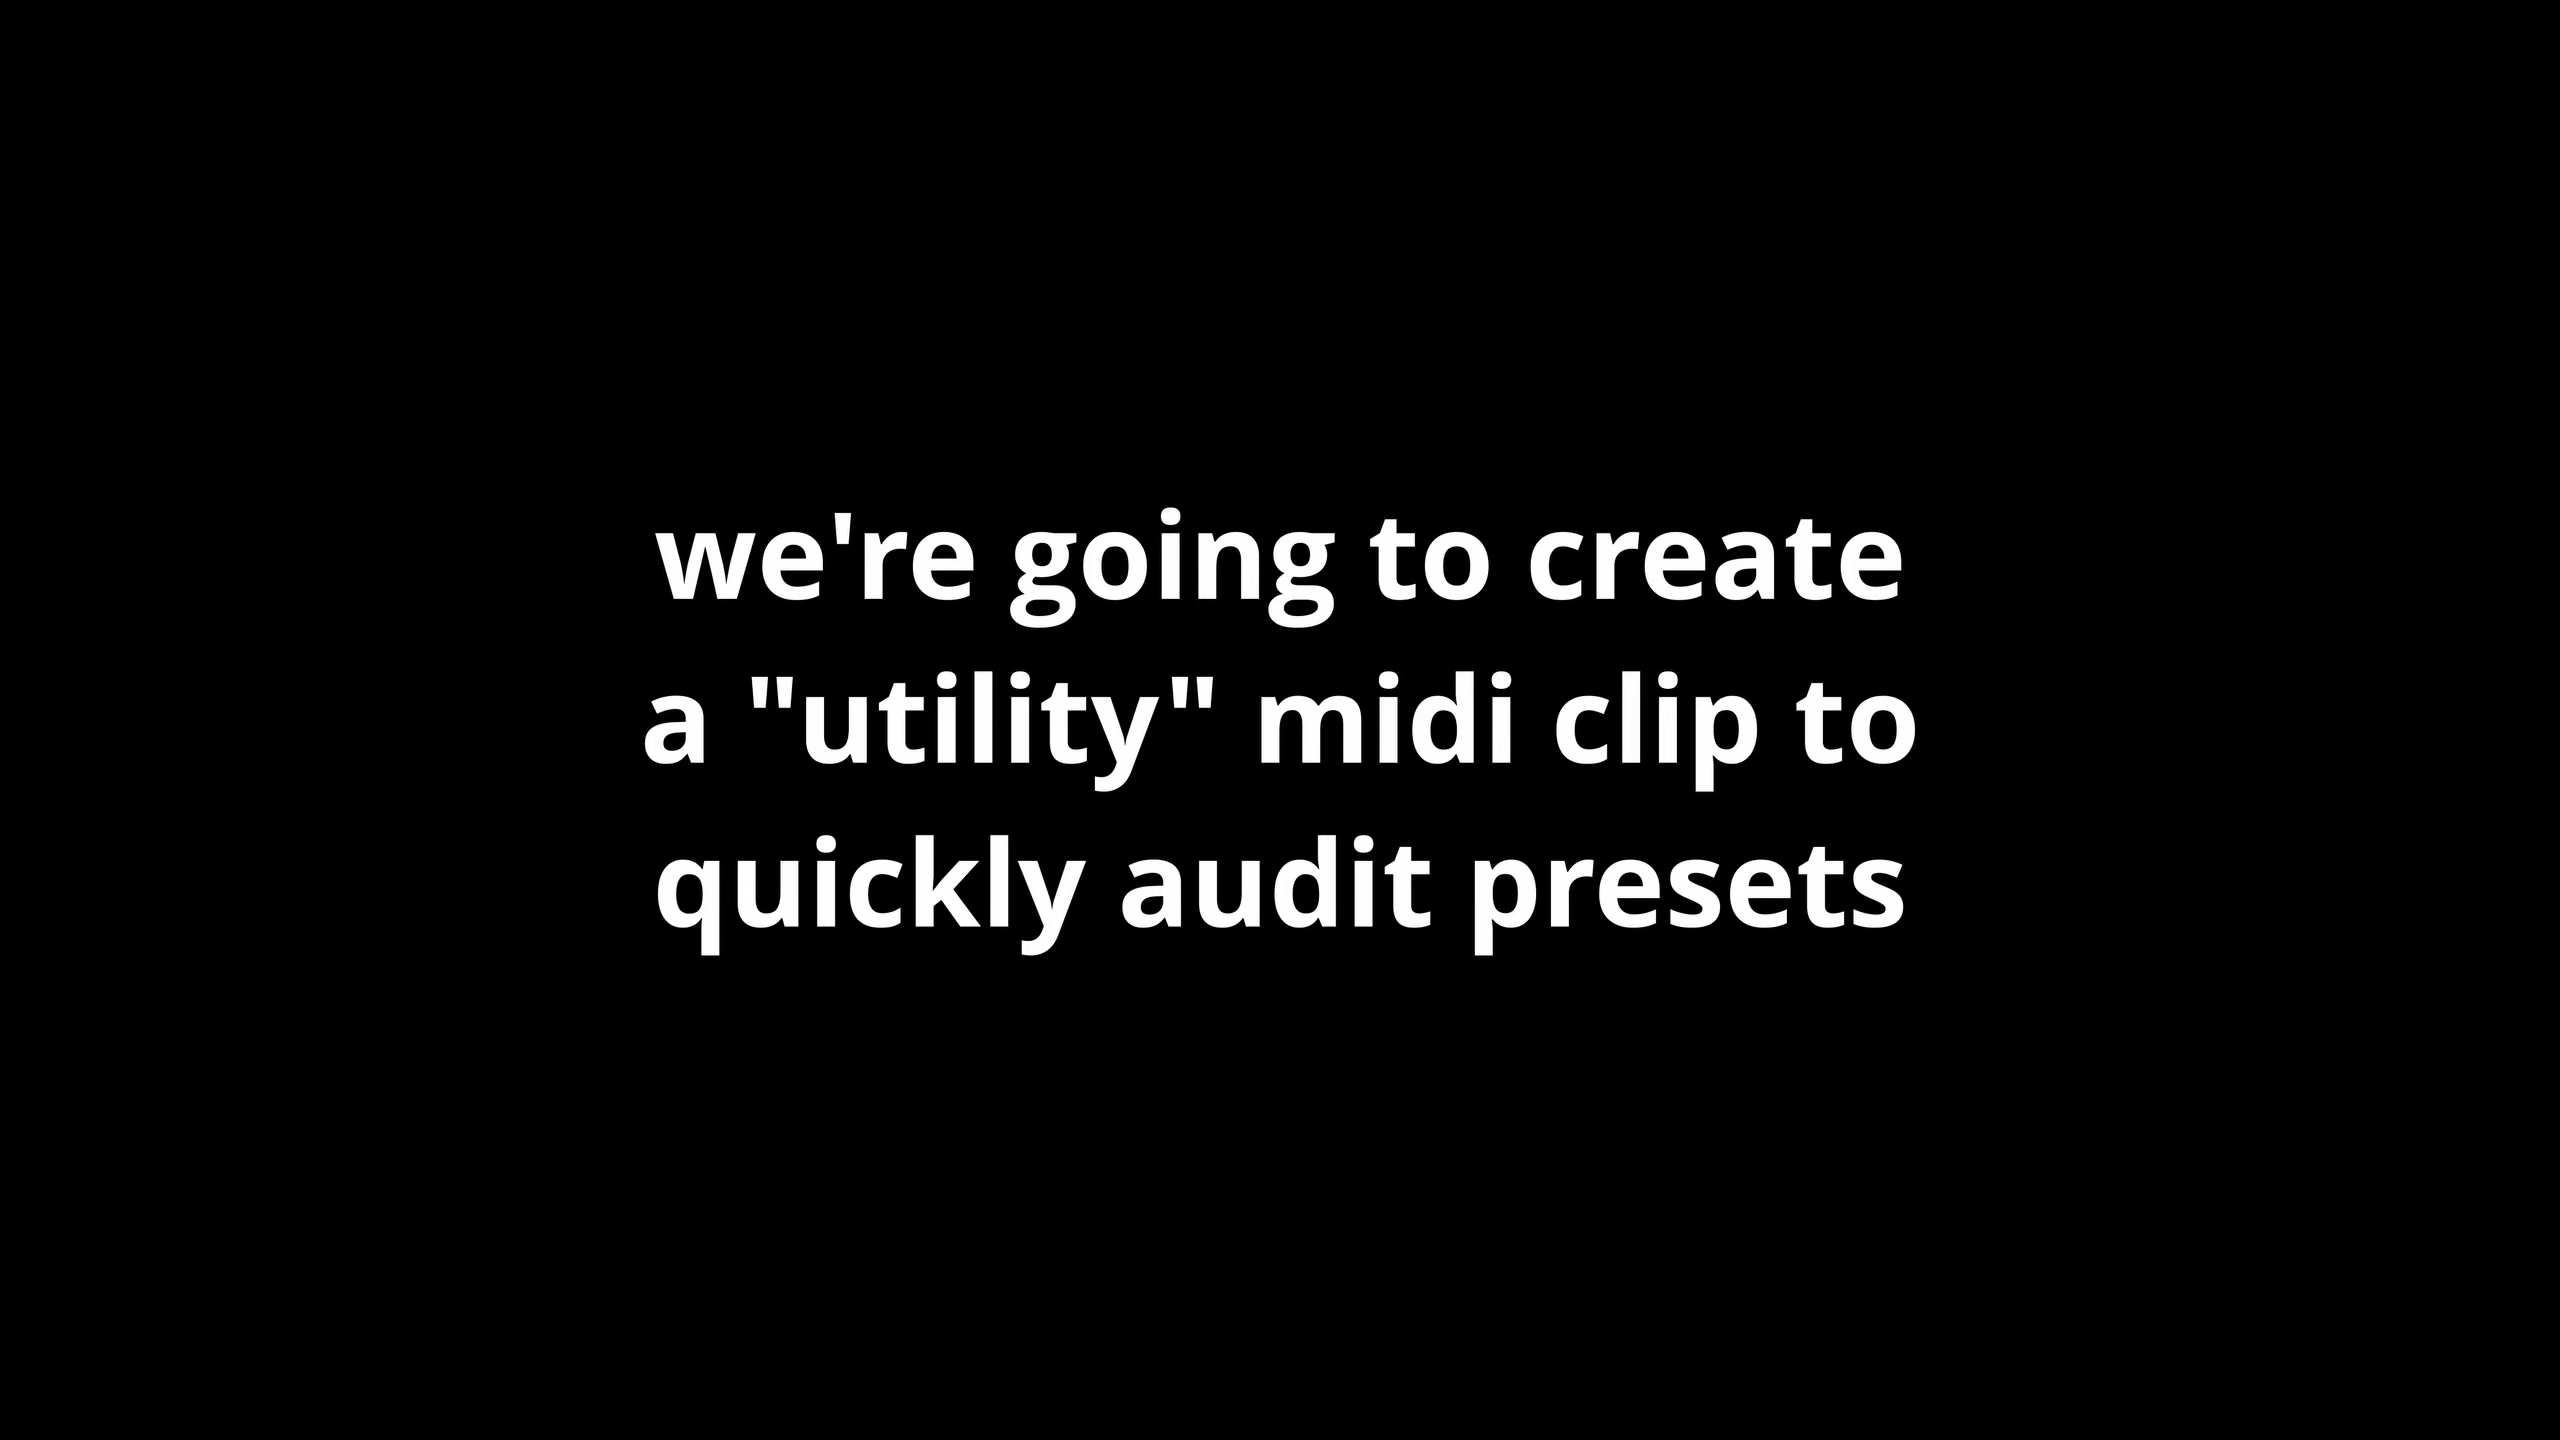 we're going to create
a "utility" midi clip to
quickly audit presets